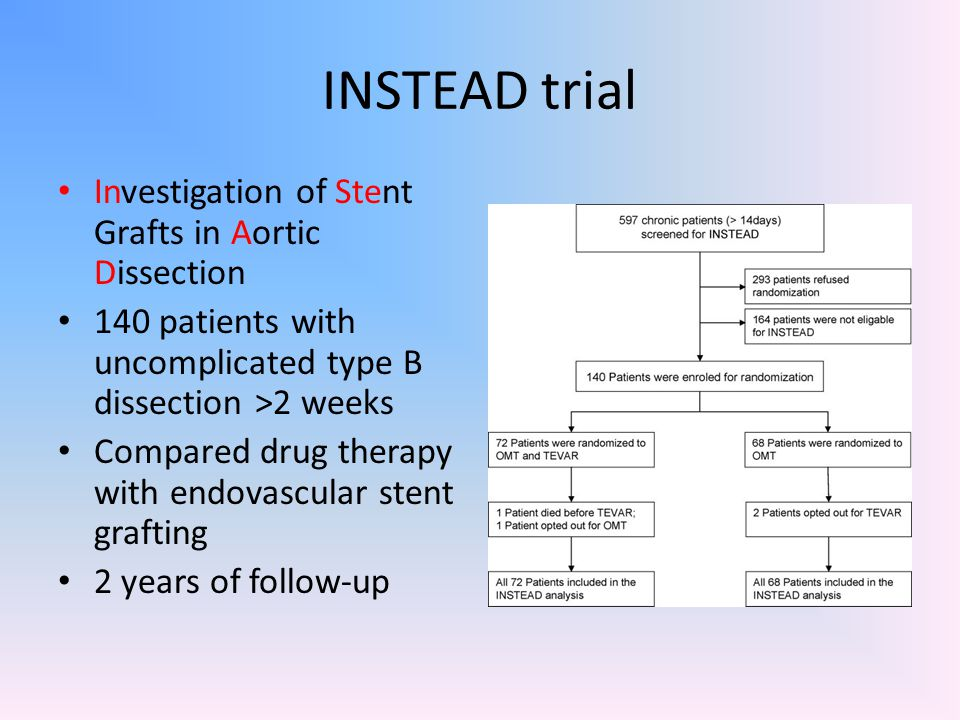 INSTEAD trial
• Investigation of Stent
Grafts in Aortic
Dissection
• 140 patients with
uncomplicated type B
dissection >2 weeks
• Compared drug therapy
with endovascular stent
grafting
• 2 years of follow-up
597 chronic patients (> 14days)
screened for INSTEAD
293 patients refused
randomization
164 patients were not eligable
for INSTEAD
140 Patients were enroled for randomization
72 Patients were randomized to
OMT and TEVAR
68 Patients were randomized to
OMT
1 Patient died before TEVAR;
1 Patient opted out for OMT
2 Patients opted out for TEVAR
All 72 Patients included in the
INSTEAD analysis
All 68 Patients included in the
INSTEAD analysis